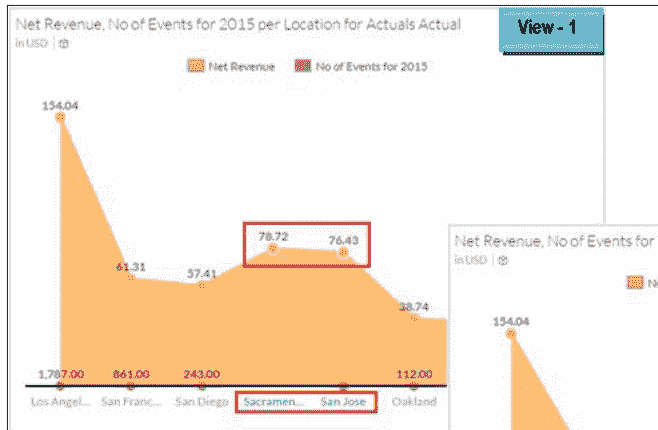 Net Revenue, No of Events for 2015 per Location for Actuals Actual
View - 1
in USD
Net Revenue No of Events for 2015
154.04
78.72 76.43
61.31 57.41
38.74
1,787.00 861.00 243.00 112.00
Los Angel... San Franc... San Diego Sacramen... San Jose Oakland
Net Revenue, No of Events for
in USD
Ne
154.04